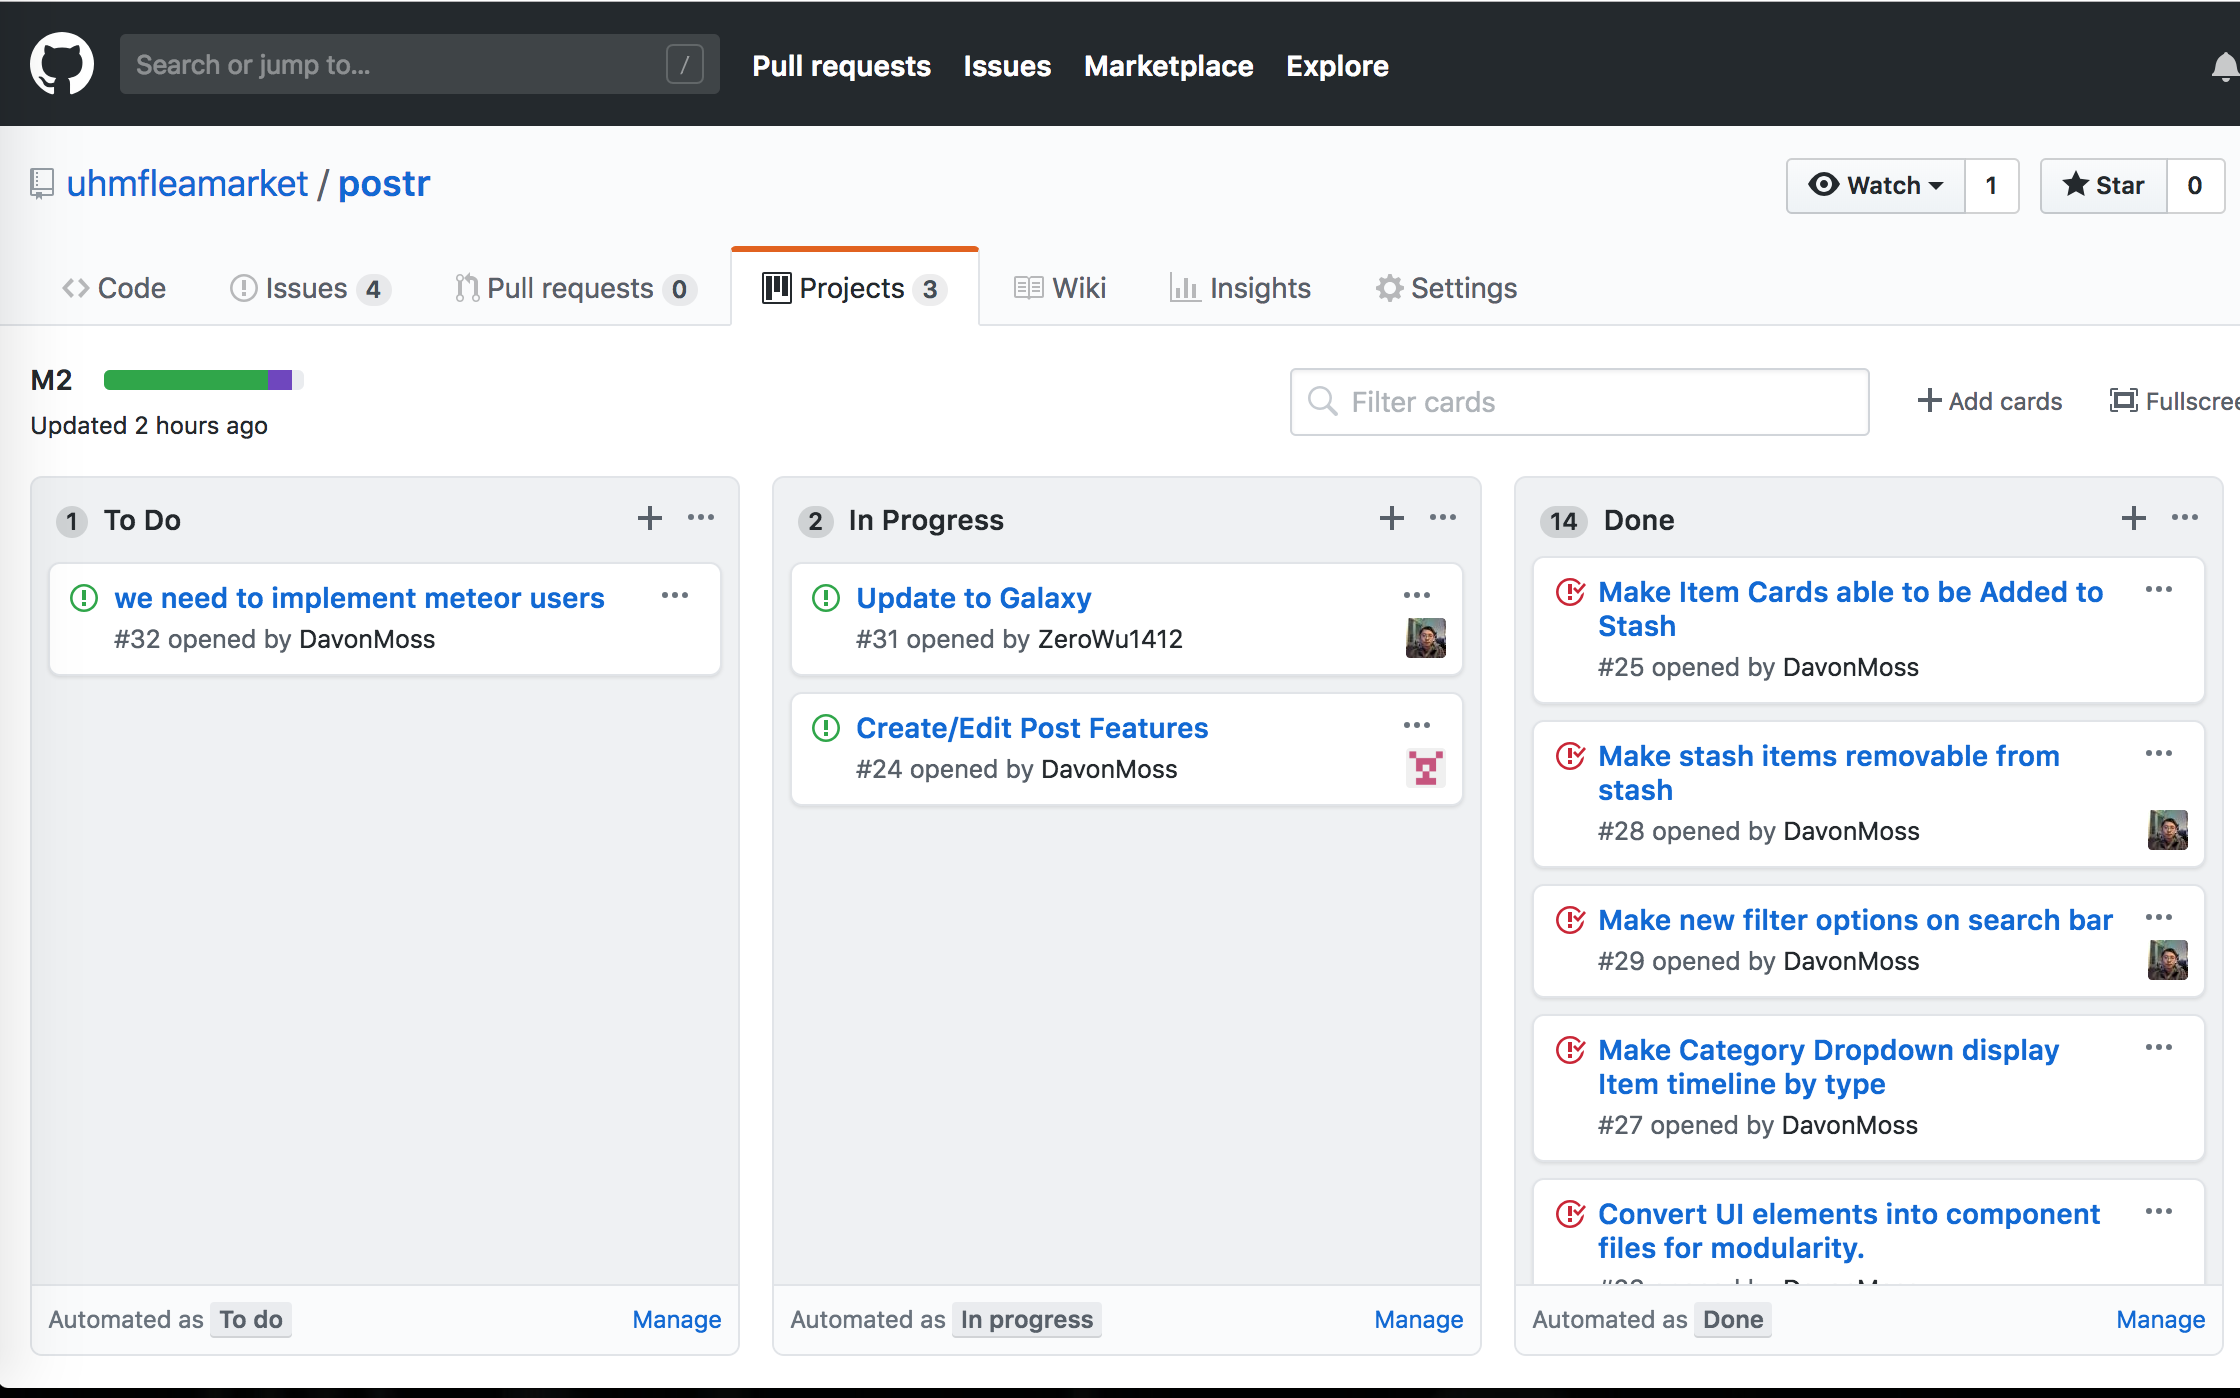 Search or jump to... /
Pull requests Issues Marketplace Explore
uhmfleamarket / postr
Watch 1 Star 0
Code Issues 4 Pull requests 0 Projects 3 Wiki Insights Settings
M2
Updated 2 hours ago
Filter cards
Add cards
1 To Do
we need to implement meteor users
#32 opened by DavonMoss
Automated as To do Manage
2 In Progress
Update to Galaxy
#31 opened by ZeroWu1412
Create/Edit Post Features
#24 opened by DavonMoss
Automated as In progress Manage
14 Done
Make Item Cards able to be Added to
Stash
#25 opened by DavonMoss
Make stash items removable from
stash
#28 opened by DavonMoss
Make new filter options on search bar
#29 opened by DavonMoss
Make Category Dropdown display
Item timeline by type
#27 opened by DavonMoss
Convert UI elements into component
files for modularity.
Automated as Done Manage